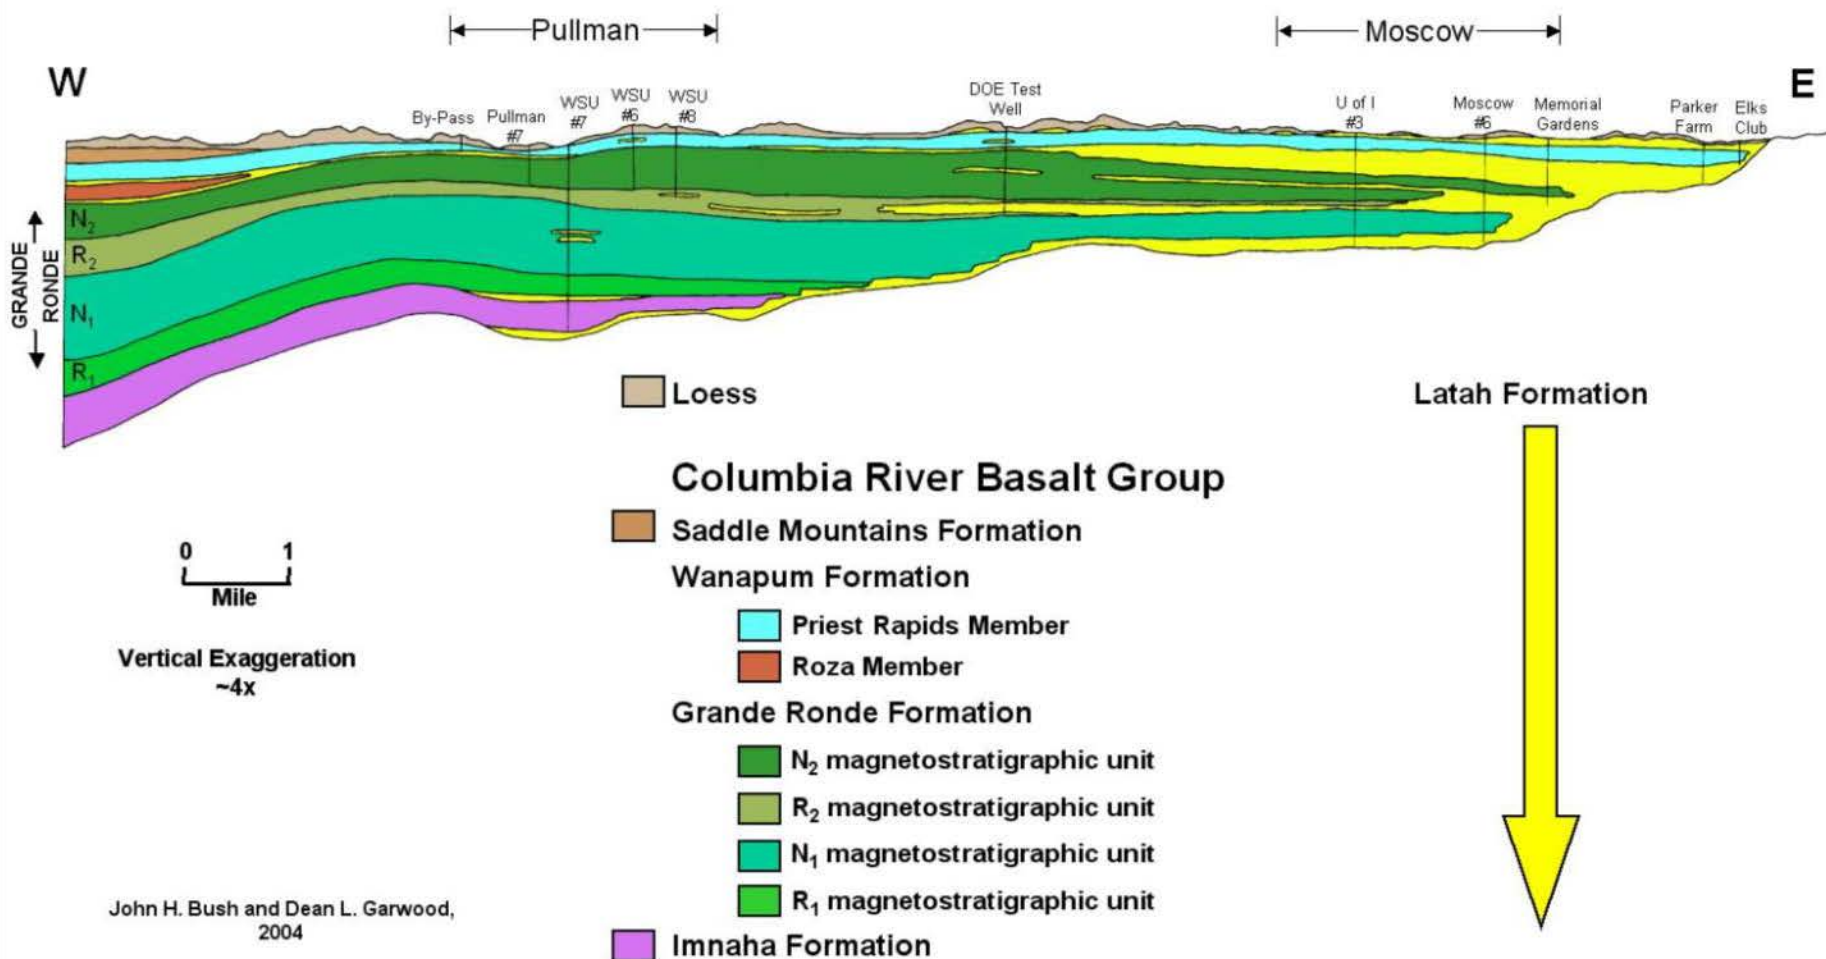 Pullman
Moscow
W
E
By-Pass
Pullman
#7
WSU
#7
WSU
#6
WSU
#8
DOE Test
Well
U of I
#3
Moscow
#6
Memorial
Gardens
Parker
Farm
Elks
Club
GRANDE
RONDE
N₂
R₂
N₁
R₁
Loess
Latah Formation
Columbia River Basalt Group
Saddle Mountains Formation
Wanapum Formation
Priest Rapids Member
Roza Member
Grande Ronde Formation
N₂ magnetostratigraphic unit
R₂ magnetostratigraphic unit
N₁ magnetostratigraphic unit
R₁ magnetostratigraphic unit
Imnaha Formation
0 1
Mile
Vertical Exaggeration
~4x
John H. Bush and Dean L. Garwood,
2004